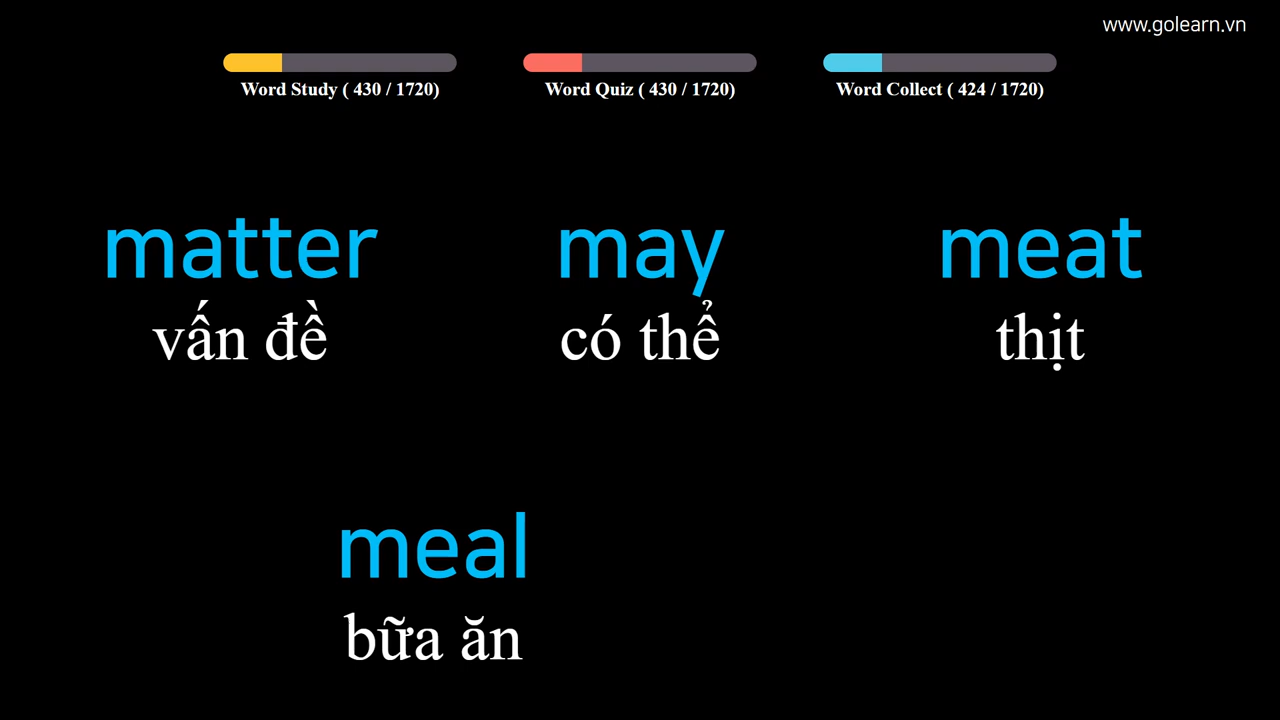 www.golearn.vn
Word Study ( 430 / 1720)
Word Quiz ( 430 / 1720)
Word Collect ( 424 / 1720)
matter
vấn đề
may
có thể
meat
thịt
meal
bữa ăn